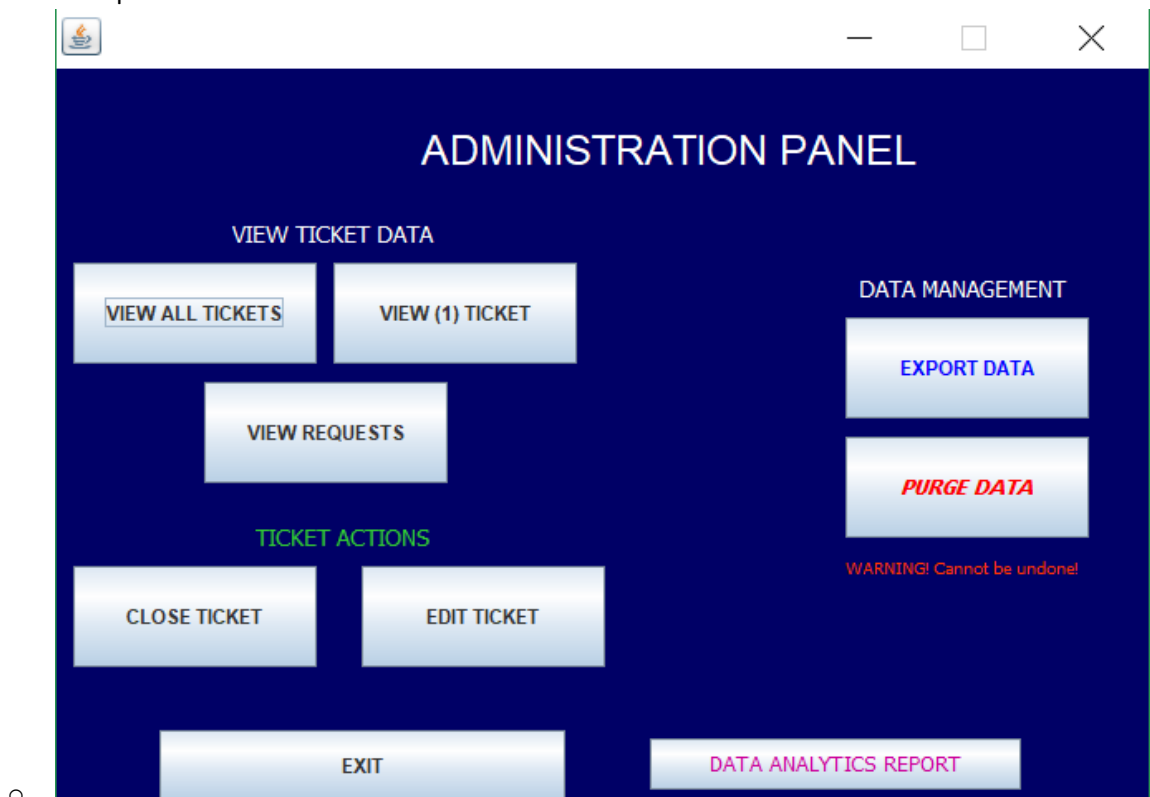 ADMINISTRATION PANEL
VIEW TICKET DATA
VIEW ALL TICKETS
VIEW (1) TICKET
VIEW REQUESTS
DATA MANAGEMENT
EXPORT DATA
PURGE DATA
WARNING! Cannot be undone!
TICKET ACTIONS
CLOSE TICKET
EDIT TICKET
EXIT
DATA ANALYTICS REPORT